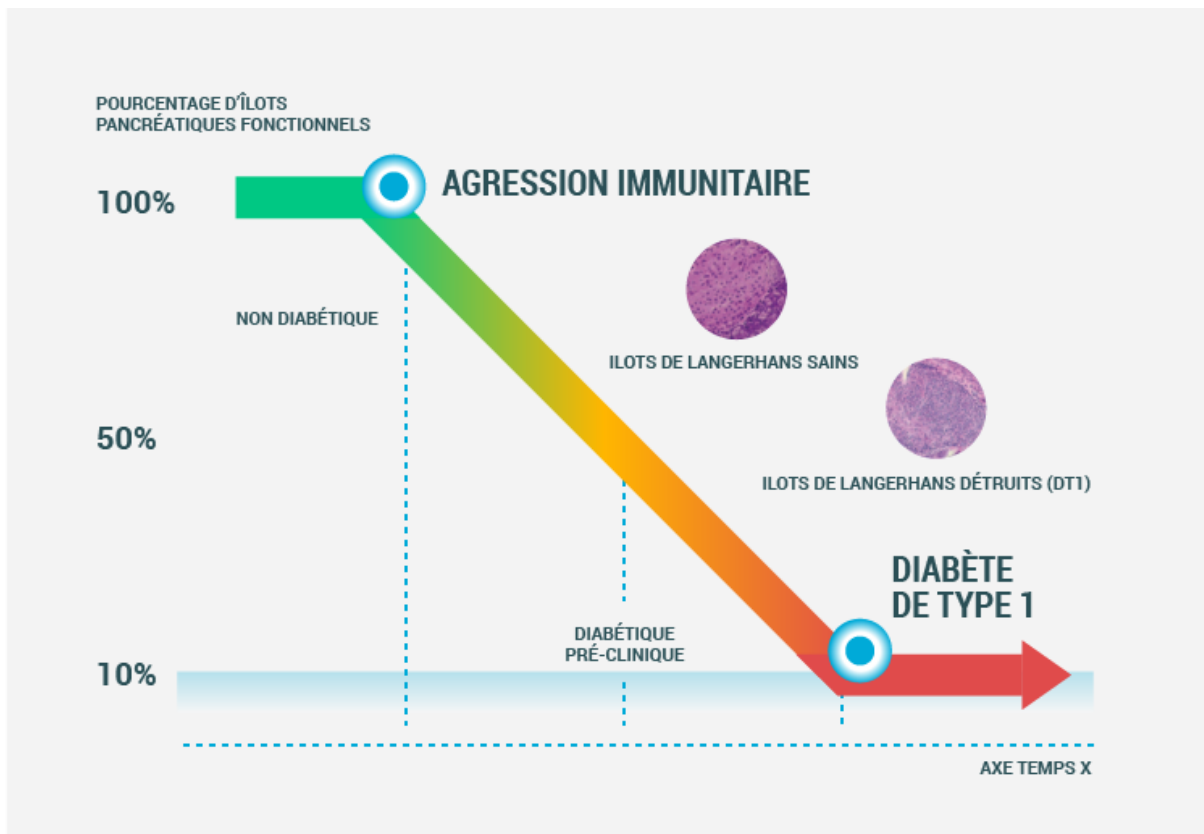 POURCENTAGE D'ÎLOTS
PANCRÉATIQUES FONCTIONNELS
100%
AGRESSION IMMUNITAIRE
NON DIABÉTIQUE
ILOTS DE LANGERHANS SAINS
50%
ILOTS DE LANGERHANS DÉTRUITS (DT1)
DIABÈTE
DE TYPE 1
DIABÉTIQUE
PRÉ-CLINIQUE
10%
AXE TEMPS X